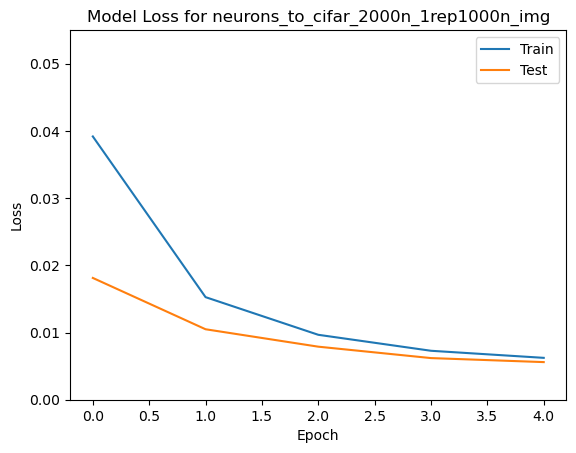 Model Loss for neurons_to_cifar_2000n_1rep1000n_img
Train
Test
0.05
0.04
0.03
0.02
0.01
0.00
Loss
0.0 0.5 1.0 1.5 2.0 2.5 3.0 3.5 4.0
Epoch